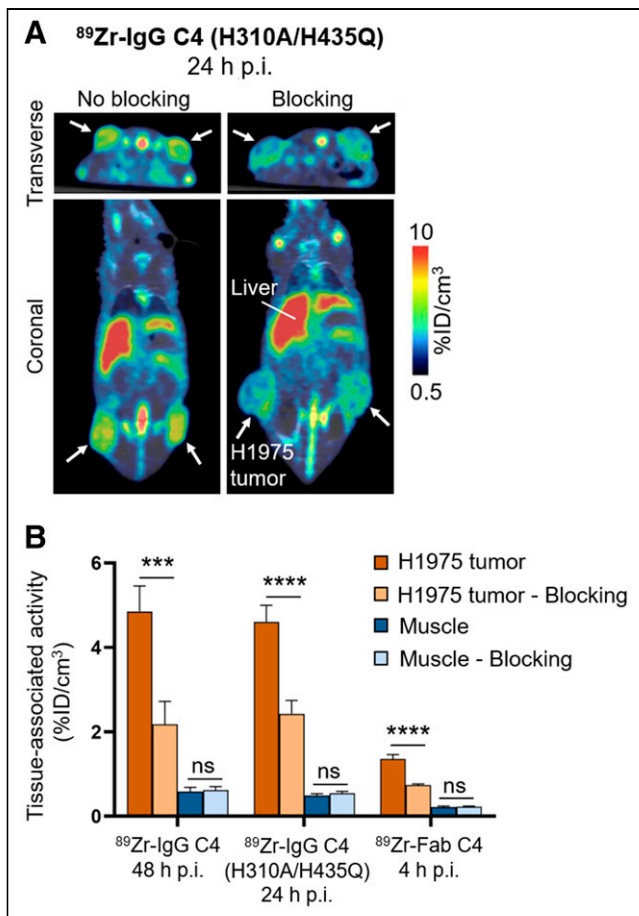 A
⁸⁹Zr-IgG C4 (H310A/H435Q)
24 h p.i.
No blocking
Blocking
Transverse
Coronal
Liver
H1975
tumor
10
%ID/cm³
0.5
B
Tissue-associated activity
(%ID/cm³)
6
4
2
0
***
ns
****
ns
****
ns
H1975 tumor
H1975 tumor - Blocking
Muscle
Muscle - Blocking
⁸⁹Zr-IgG C4
48 h p.i.
⁸⁹Zr-IgG C4
(H310A/H435Q)
24 h p.i.
⁸⁹Zr-Fab C4
4 h p.i.